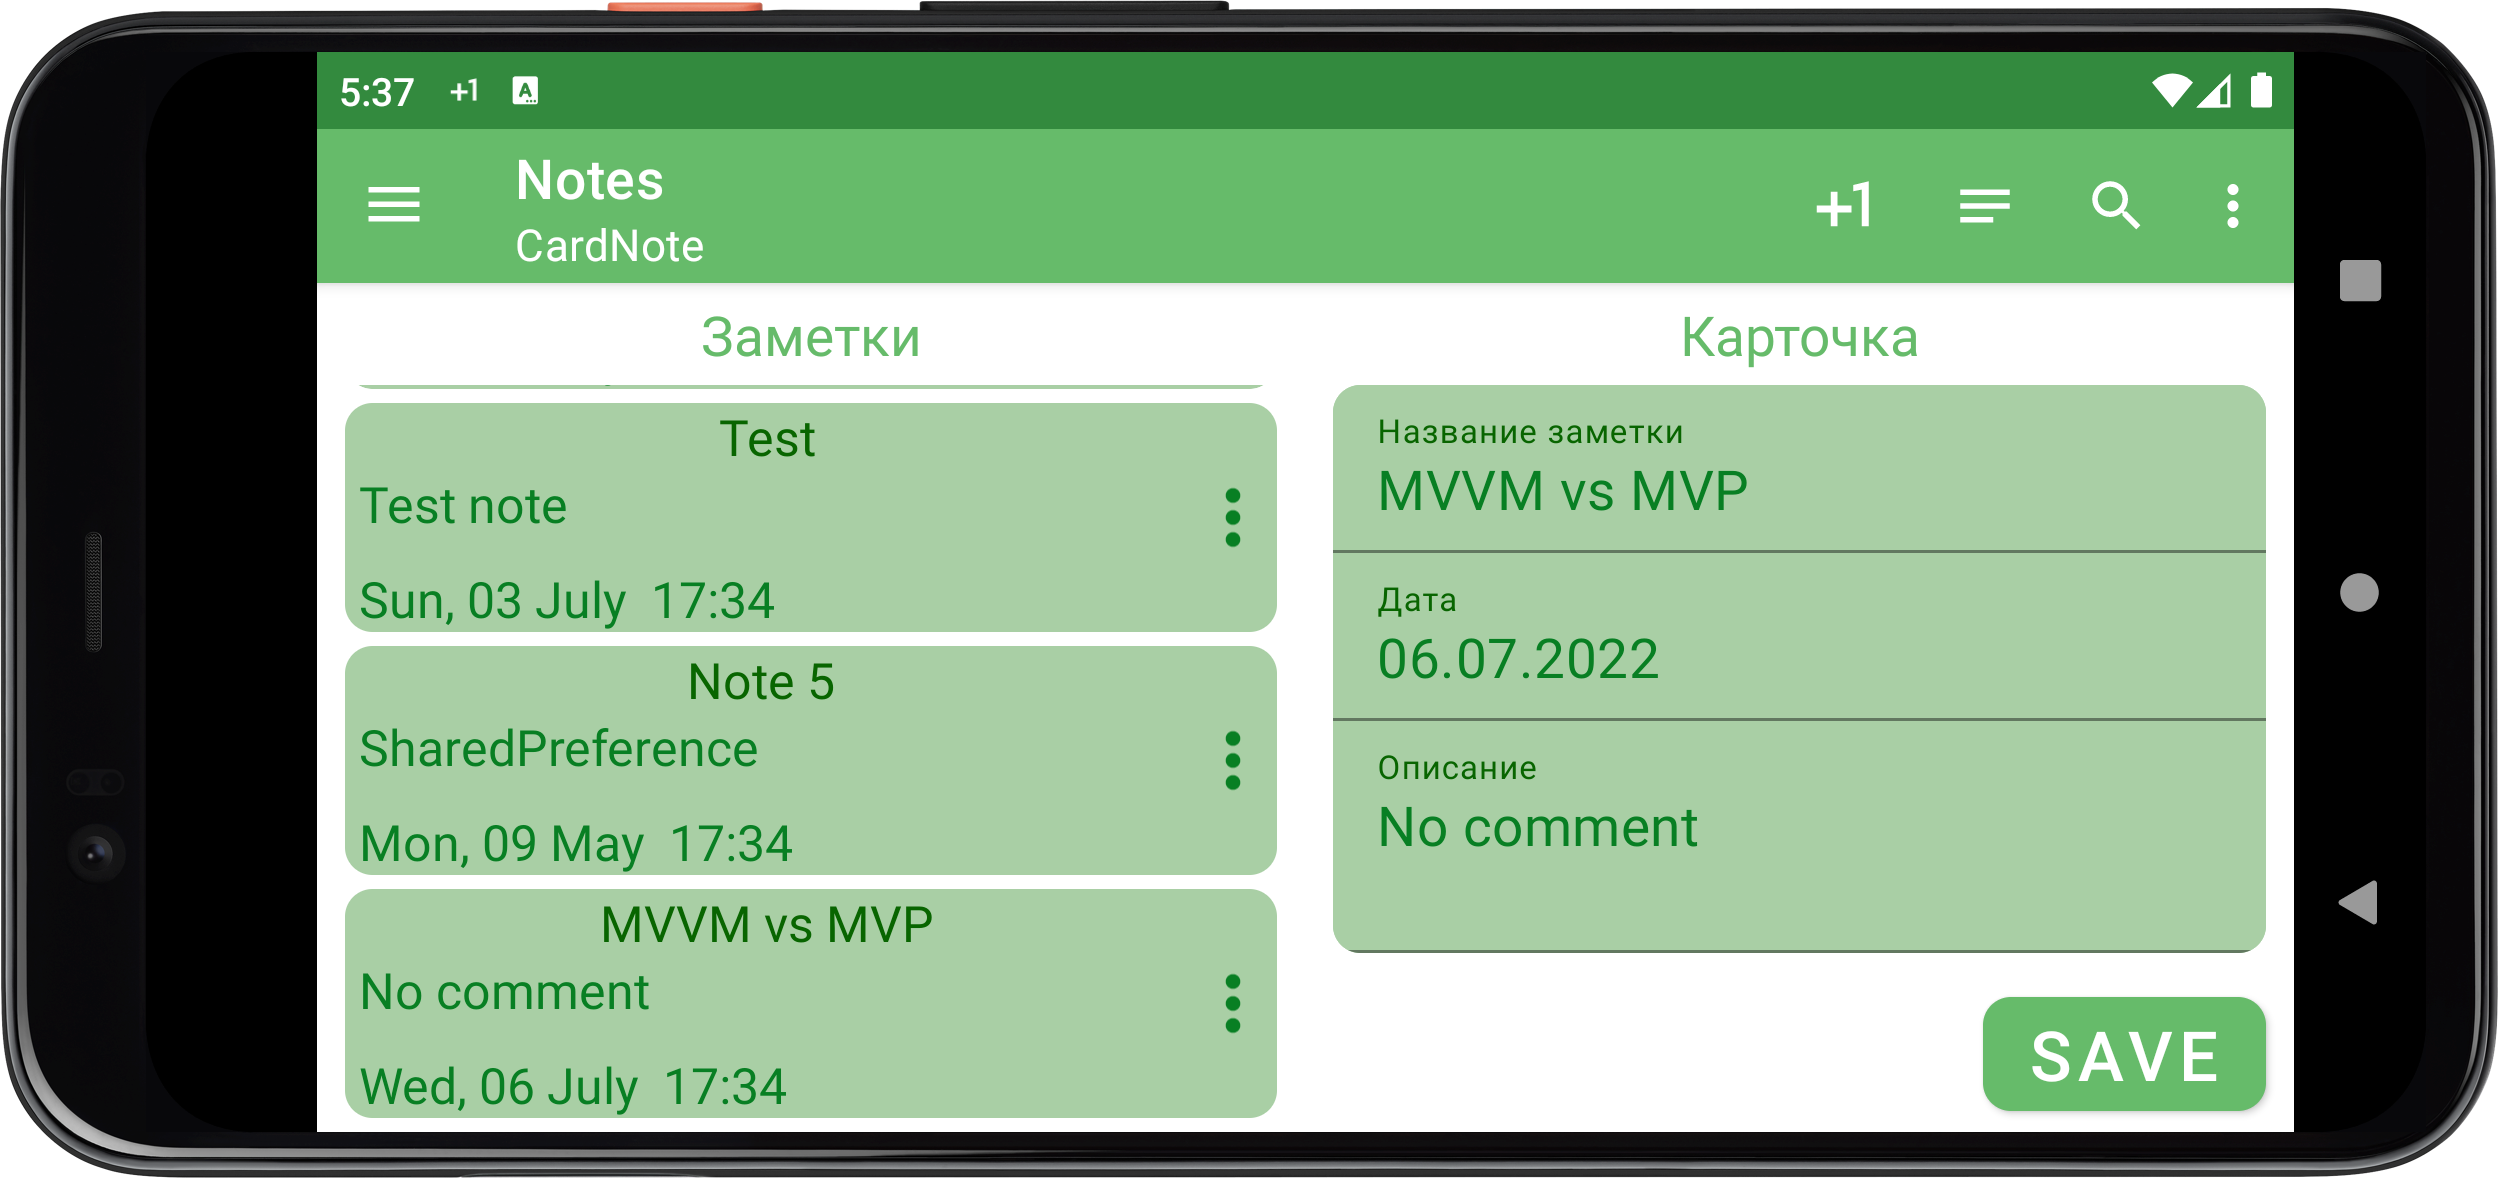 5:37 +1 A
Notes
CardNote
+1
Заметки
Test
Test note
Sun, 03 July 17:34
Note 5
SharedPreference
Mon, 09 May 17:34
MVVM vs MVP
No comment
Wed, 06 July 17:34
Карточка
Название заметки
MVVM vs MVP
Дата
06.07.2022
Описание
No comment
SAVE